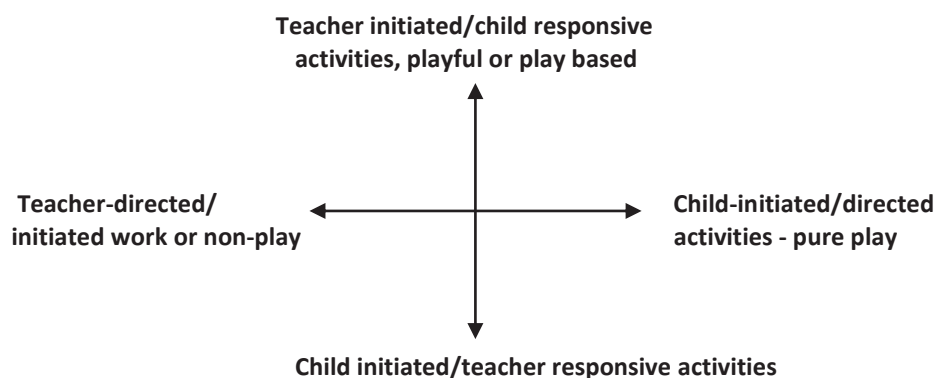 Teacher initiated/child responsive
activities, playful or play based
Teacher-directed/
initiated work or non-play
Child-initiated/directed
activities - pure play
Child initiated/teacher responsive activities